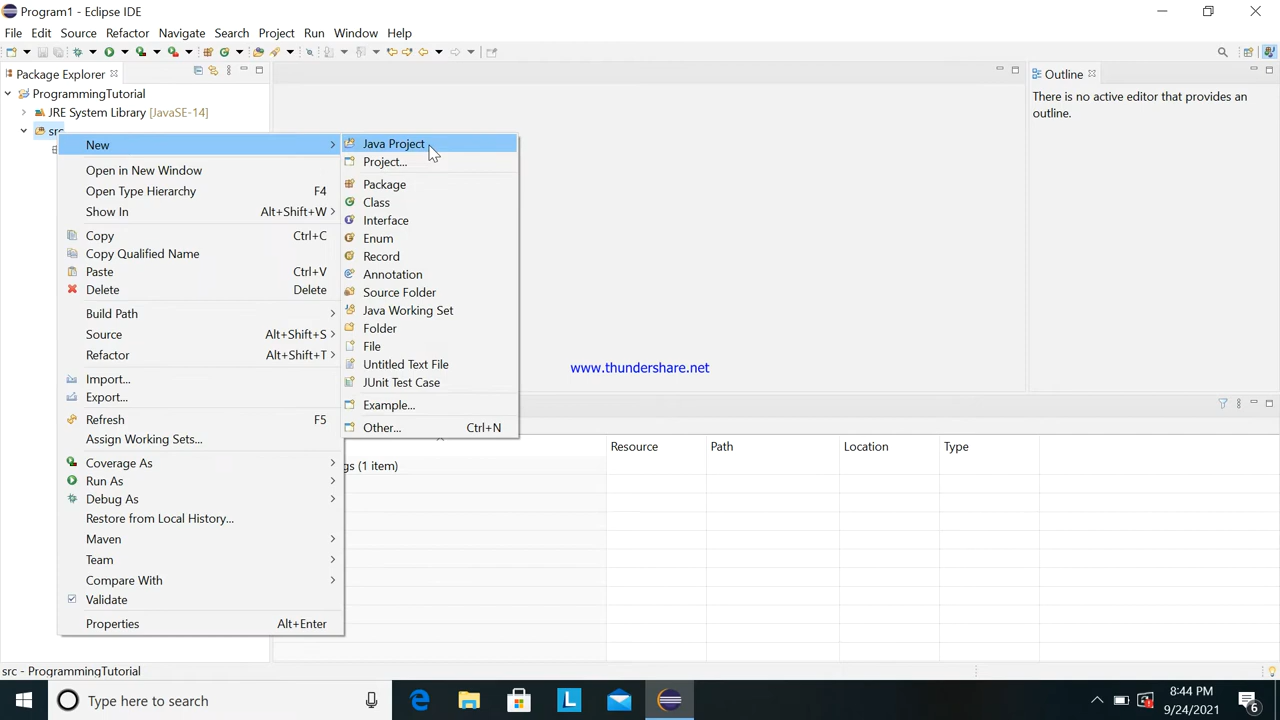 Program1 - Eclipse IDE
File Edit Source Refactor Navigate Search Project Run Window Help
Package Explorer
Outline
ProgrammingTutorial
There is no active editor that provides an
outline.
JRE System Library [JavaSE-14]
src
New
Open in New Window
Open Type Hierarchy F4
Show In Alt+Shift+W
Copy Ctrl+C
Copy Qualified Name
Paste Ctrl+V
Delete Delete
Build Path
Source Alt+Shift+S
Refactor Alt+Shift+T
Import...
Export...
Refresh F5
Assign Working Sets...
Coverage As
Run As
Debug As
Restore from Local History...
Maven
Team
Compare With
Validate
Properties Alt+Enter
Java Project
Project...
Package
Class
Interface
Enum
Record
Annotation
Source Folder
Java Working Set
Folder
File
Untitled Text File
JUnit Test Case
Example...
Other... Ctrl+N
www.thundershare.net
Resource Path Location Type
gs (1 item)
src - ProgrammingTutorial
Type here to search
L
8:44 PM
9/24/2021
6